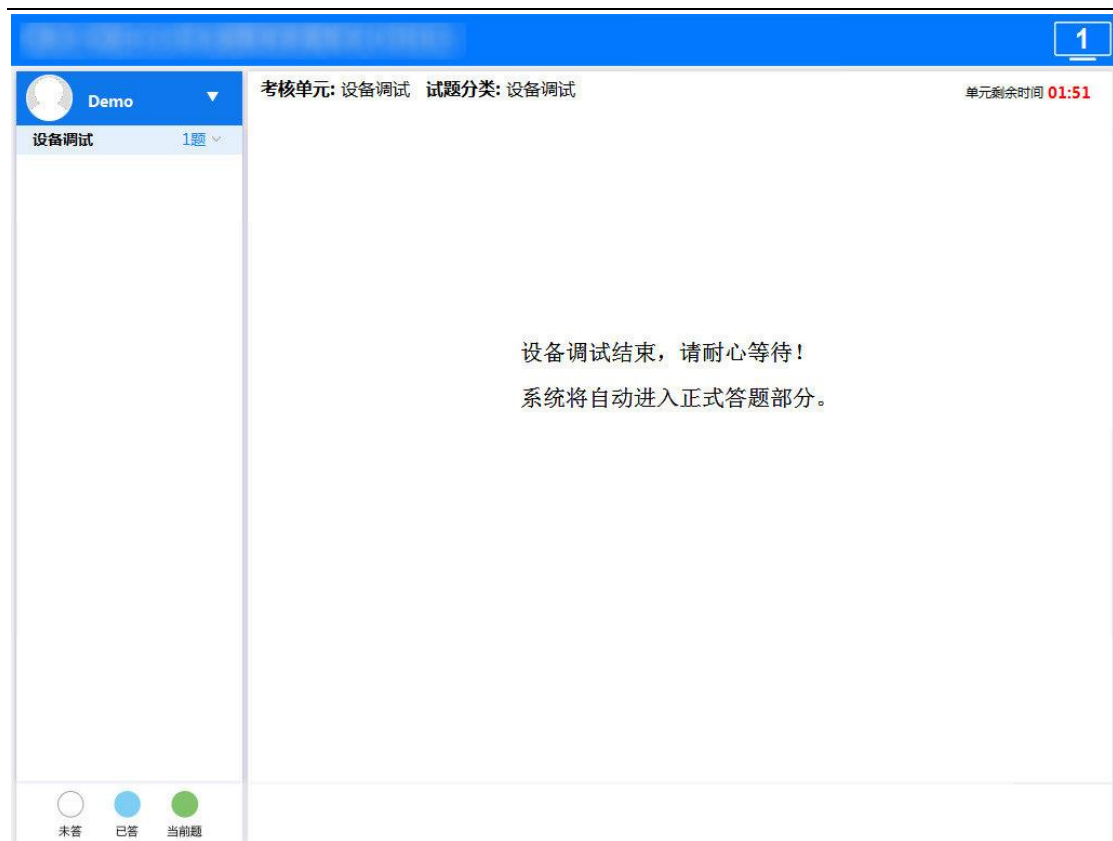 1
Demo
设备调试 1题
考核单元: 设备调试 试题分类: 设备调试
单元剩余时间 01:51
设备调试结束，请耐心等待！
系统将自动进入正式答题部分。
未答 已答 当前题